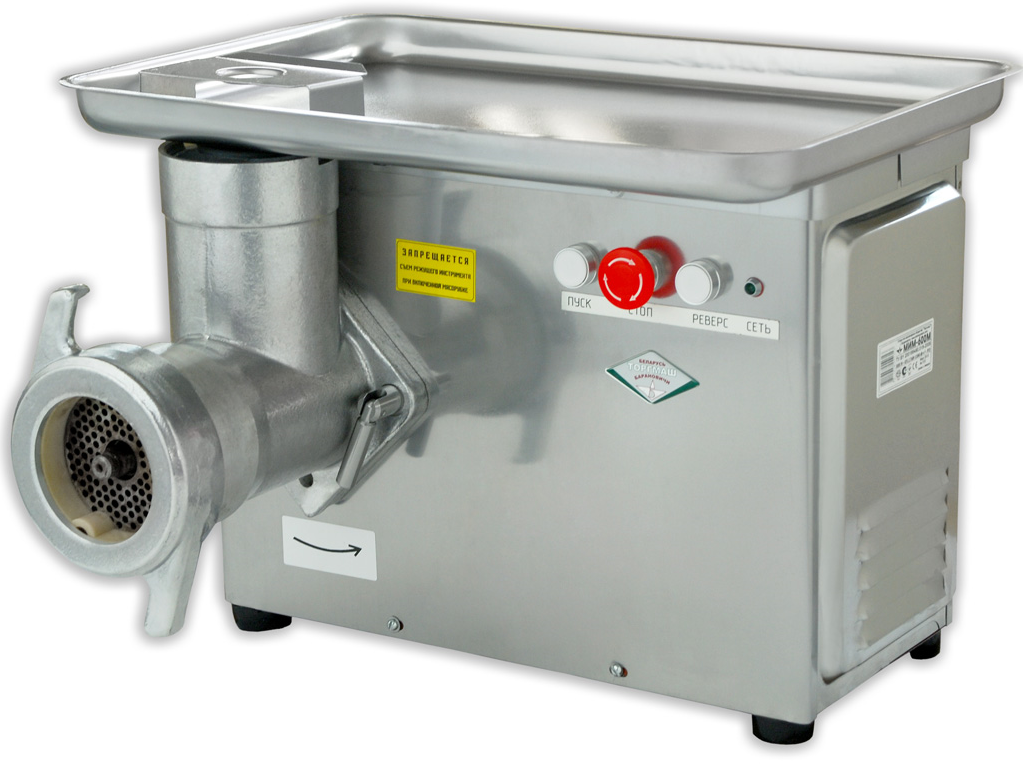 ЗАПРЕЩАЕТСЯ
СЪЕМ РЕЖУЩЕГО ИНСТРУМЕНТА
ПРИ ВКЛЮЧЕННОЙ МЯСОРУБКЕ
ПУСК
СТОП
РЕВЕРС
СЕТЬ
БЕЛАРУСЬ
ТОРГМАШ
БАРАНОВИЧИ
МИМ-600М